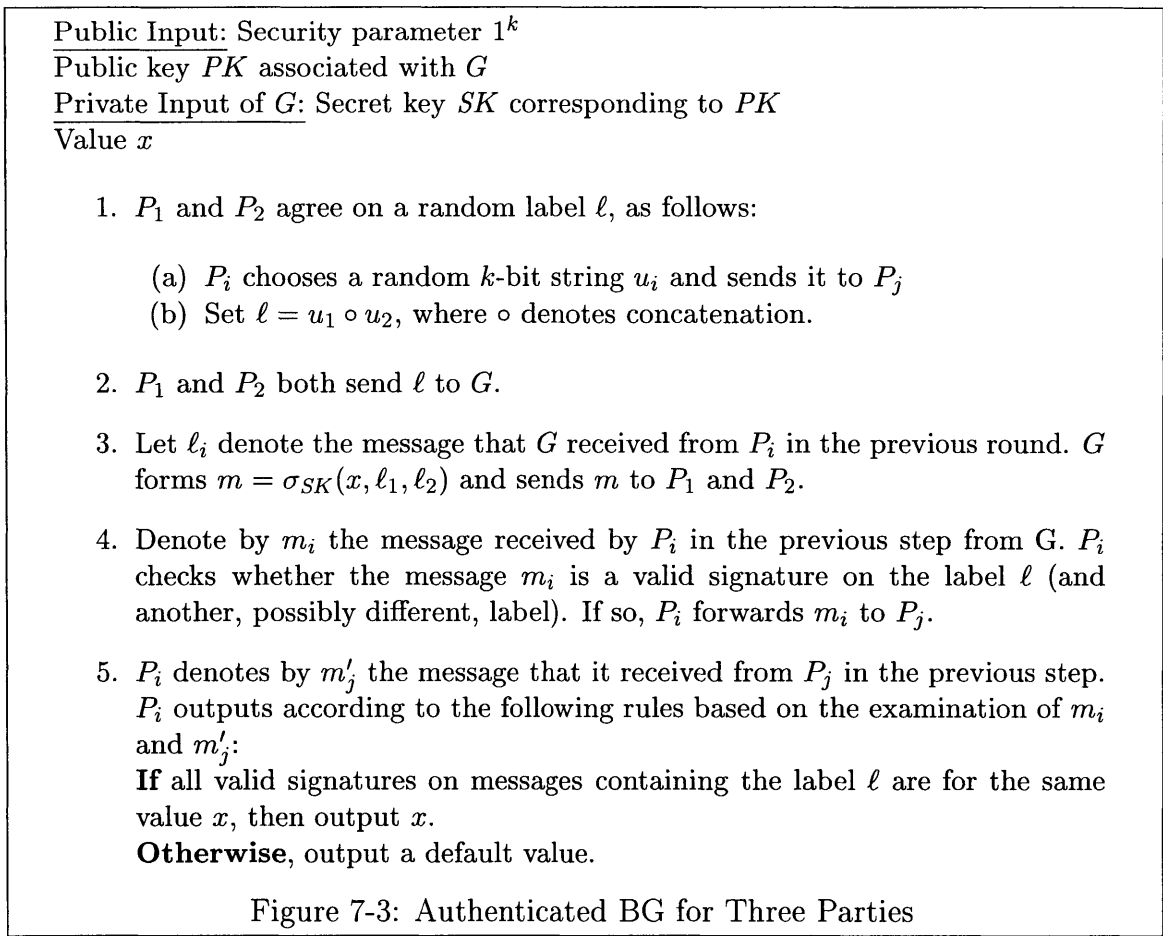 Public Input: Security parameter 1^k
Public key PK associated with G
Private Input of G: Secret key SK corresponding to PK
Value x
1. P_1 and P_2 agree on a random label ℓ, as follows:
(a) P_i chooses a random k-bit string u_i and sends it to P_j
(b) Set ℓ = u_1 ∘ u_2, where ∘ denotes concatenation.
2. P_1 and P_2 both send ℓ to G.
3. Let ℓ_i denote the message that G received from P_i in the previous round. G
forms m = σ_SK(x, ℓ_1, ℓ_2) and sends m to P_1 and P_2.
4. Denote by m_i the message received by P_i in the previous step from G. P_i
checks whether the message m_i is a valid signature on the label ℓ (and
another, possibly different, label). If so, P_i forwards m_i to P_j.
5. P_i denotes by m'_j the message that it received from P_j in the previous step.
P_i outputs according to the following rules based on the examination of m_i
and m'_j:
If all valid signatures on messages containing the label ℓ are for the same
value x, then output x.
Otherwise, output a default value.
Figure 7-3: Authenticated BG for Three Parties